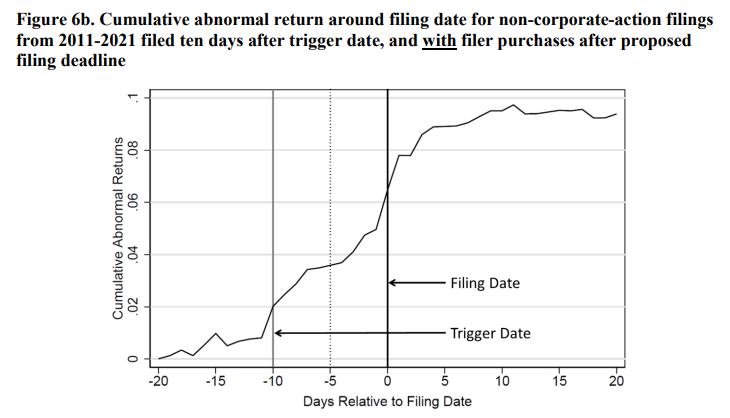 Figure 6b. Cumulative abnormal return around filing date for non-corporate-action filings
from 2011-2021 filed ten days after trigger date, and with filer purchases after proposed
filing deadline
Cumulative Abnormal Returns
.1
.08
.06
.04
.02
0
Filing Date
Trigger Date
-20 -15 -10 -5 0 5 10 15 20
Days Relative to Filing Date